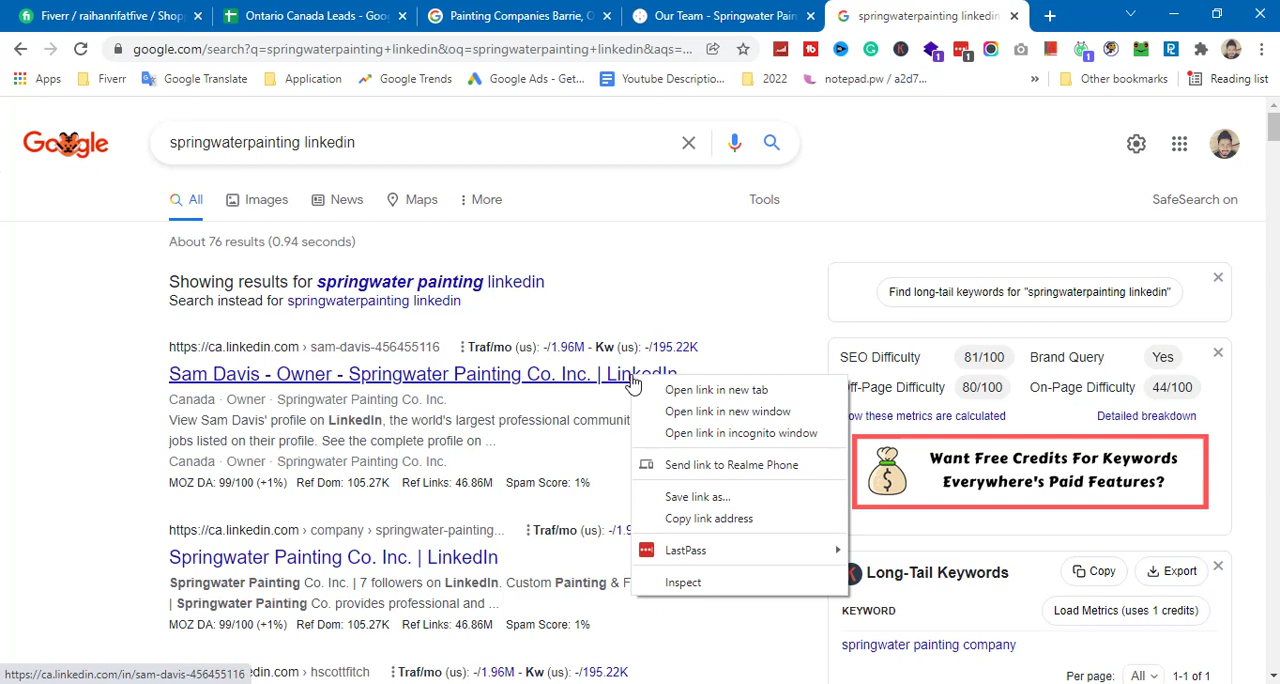 Fiverr / raihanrifatfive / Shop
Ontario Canada Leads - Goo
Painting Companies Barrie, O
Our Team - Springwater Pain
springwaterpainting linkedin
google.com/search?q=springwaterpainting+linkedin&oq=springwaterpainting+linkedin&aqs=...
Apps
Fiverr
Google Translate
Application
Google Trends
Google Ads - Get...
Youtube Descriptio...
2022
notepad.pw / a2d7...
»
Other bookmarks
Reading list
Google
springwaterpainting linkedin
All
Images
News
Maps
More
Tools
SafeSearch on
About 76 results (0.94 seconds)
Showing results for springwater painting linkedin
Search instead for springwaterpainting linkedin
https://ca.linkedin.com › sam-davis-456455116
Traf/mo (us): -/1.96M - Kw (us): -/195.22K
Sam Davis - Owner - Springwater Painting Co. Inc. | LinkedIn
Canada · Owner · Springwater Painting Co. Inc.
View Sam Davis' profile on LinkedIn, the world's largest professional communit
jobs listed on their profile. See the complete profile on ...
Canada · Owner · Springwater Painting Co. Inc.
MOZ DA: 99/100 (+1%) Ref Dom: 105.27K Ref Links: 46.86M Spam Score: 1%
https://ca.linkedin.com › company › springwater-painting...
Traf/mo (us): -/1.9
Springwater Painting Co. Inc. | LinkedIn
Springwater Painting Co. Inc. | 7 followers on LinkedIn. Custom Painting & F
| Springwater Painting Co. provides professional and ...
MOZ DA: 99/100 (+1%) Ref Dom: 105.27K Ref Links: 46.86M Spam Score: 1%
edin.com › hscottfitch
Traf/mo (us): -/1.96M - Kw (us): -/195.22K
https://ca.linkedin.com/in/sam-davis-456455116
Open link in new tab
Open link in new window
Open link in incognito window
Send link to Realme Phone
Save link as...
Copy link address
LastPass
Inspect
Find long-tail keywords for "springwaterpainting linkedin"
SEO Difficulty 81/100 Brand Query Yes
Off-Page Difficulty 80/100 On-Page Difficulty 44/100
ow these metrics are calculated
Detailed breakdown
Want Free Credits For Keywords
Everywhere's Paid Features?
Long-Tail Keywords
Copy
Export
KEYWORD
Load Metrics (uses 1 credits)
springwater painting company
Per page: All 1-1 of 1